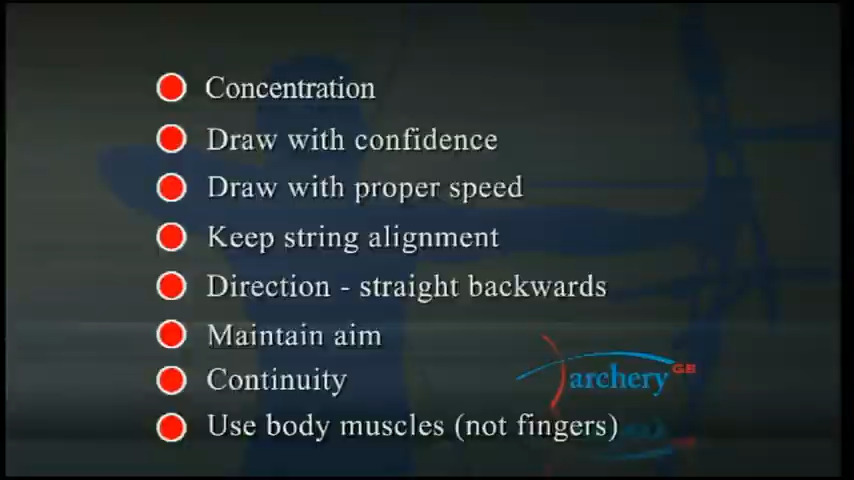 Concentration
Draw with confidence
Draw with proper speed
Keep string alignment
Direction - straight backwards
Maintain aim
archery GB
Continuity
Use body muscles (not fingers)